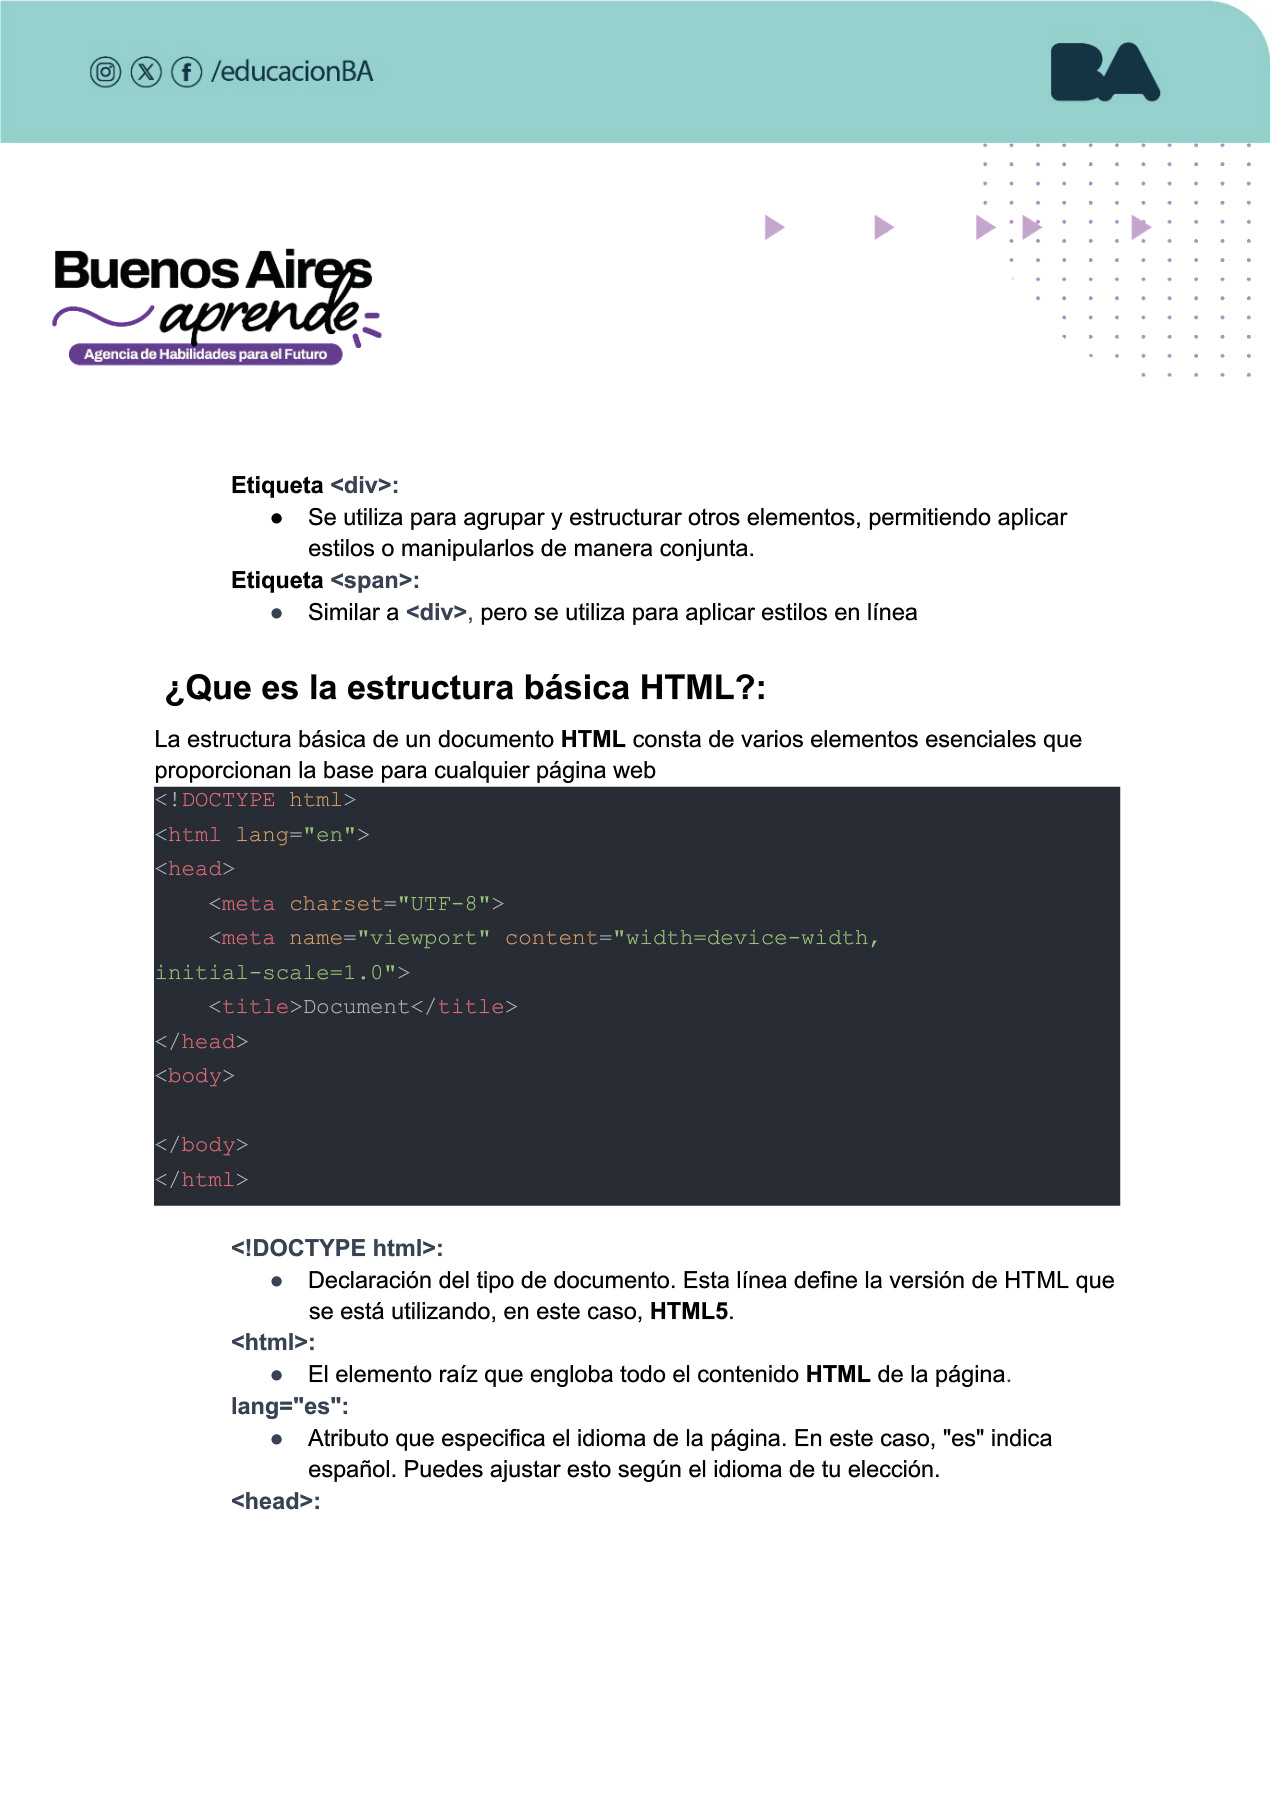 /educacionBA
BA
Buenos Aires
aprende
Agencia de Habilidades para el Futuro
Etiqueta <div>:
● Se utiliza para agrupar y estructurar otros elementos, permitiendo aplicar
estilos o manipularlos de manera conjunta.
Etiqueta <span>:
● Similar a <div>, pero se utiliza para aplicar estilos en línea
¿Que es la estructura básica HTML?:
La estructura básica de un documento HTML consta de varios elementos esenciales que
proporcionan la base para cualquier página web
<!DOCTYPE html>
<html lang="en">
<head>
    <meta charset="UTF-8">
    <meta name="viewport" content="width=device-width,
initial-scale=1.0">
    <title>Document</title>
</head>
<body>
</body>
</html>
<!DOCTYPE html>:
● Declaración del tipo de documento. Esta línea define la versión de HTML que
se está utilizando, en este caso, HTML5.
<html>:
● El elemento raíz que engloba todo el contenido HTML de la página.
lang="es":
● Atributo que especifica el idioma de la página. En este caso, "es" indica
español. Puedes ajustar esto según el idioma de tu elección.
<head>: